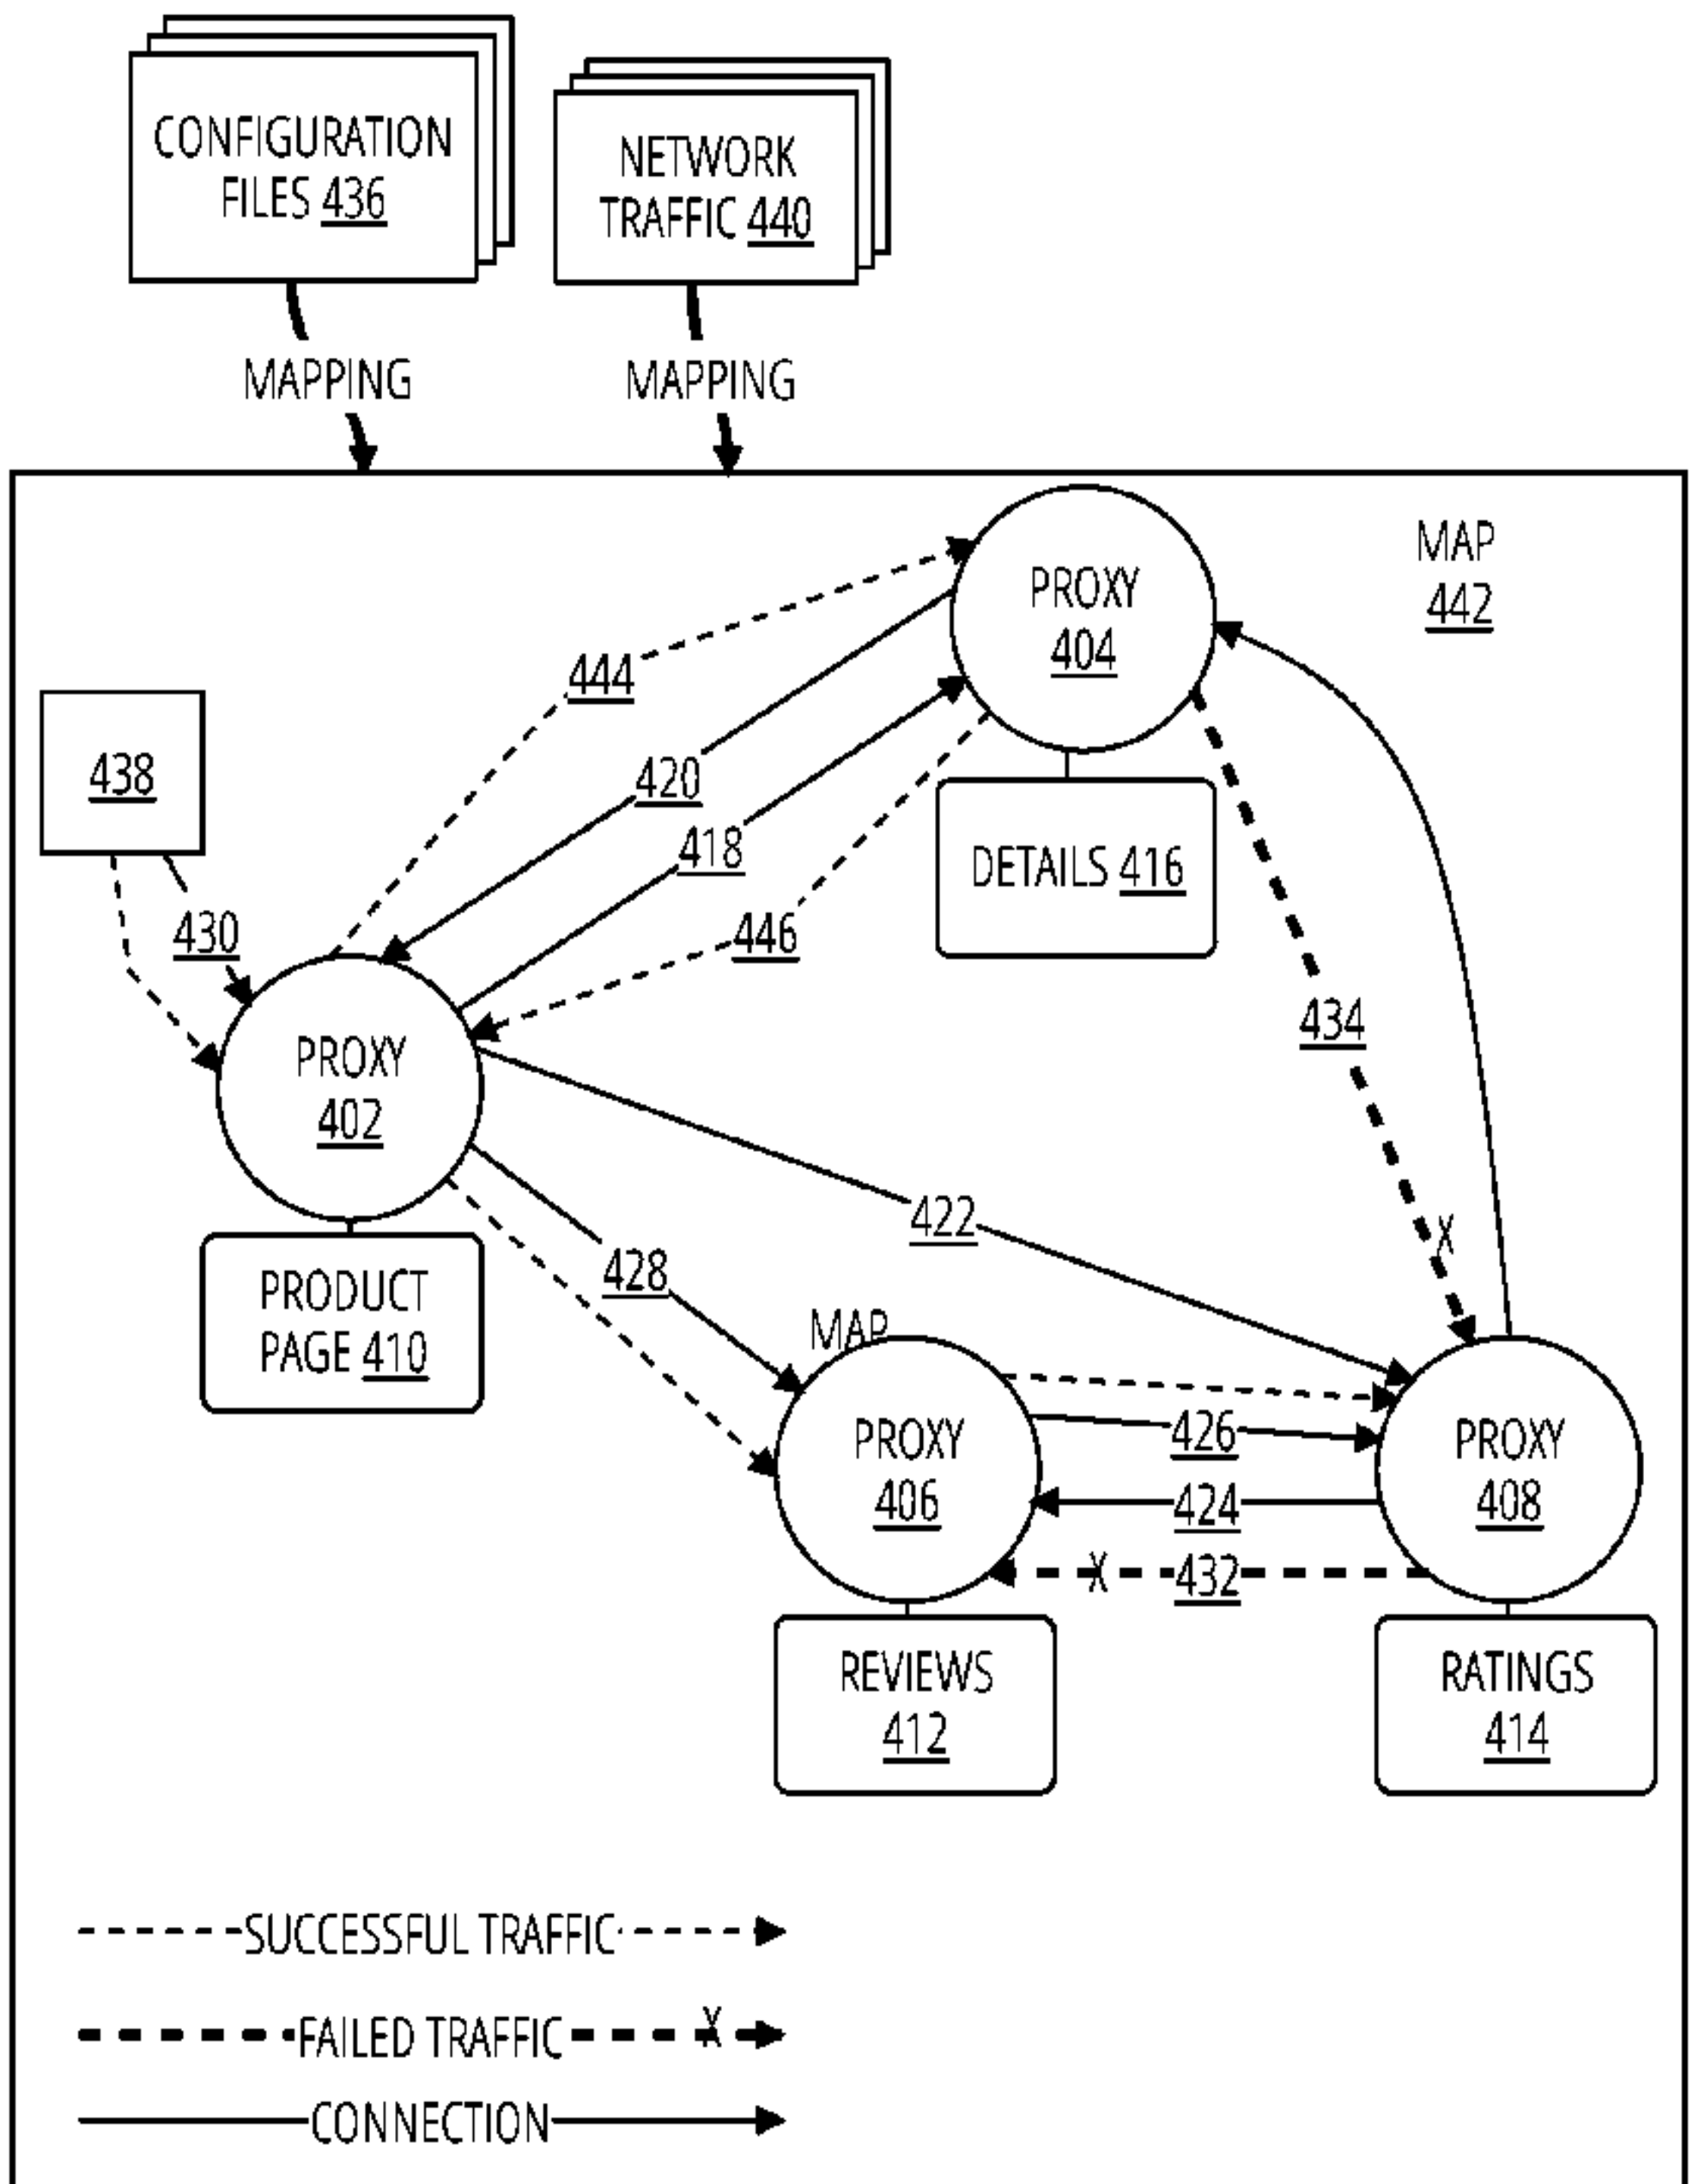 CONFIGURATION
FILES 436
NETWORK
TRAFFIC 440
MAPPING
MAPPING
MAP
442
PROXY
404
444
438
420
418
DETAILS 416
430
446
434
PROXY
402
422
428
PRODUCT
PAGE 410
MAP
X
PROXY
406
426
PROXY
408
424
X
432
REVIEWS
412
RATINGS
414
SUCCESSFUL TRAFFIC
FAILED TRAFFIC X
CONNECTION